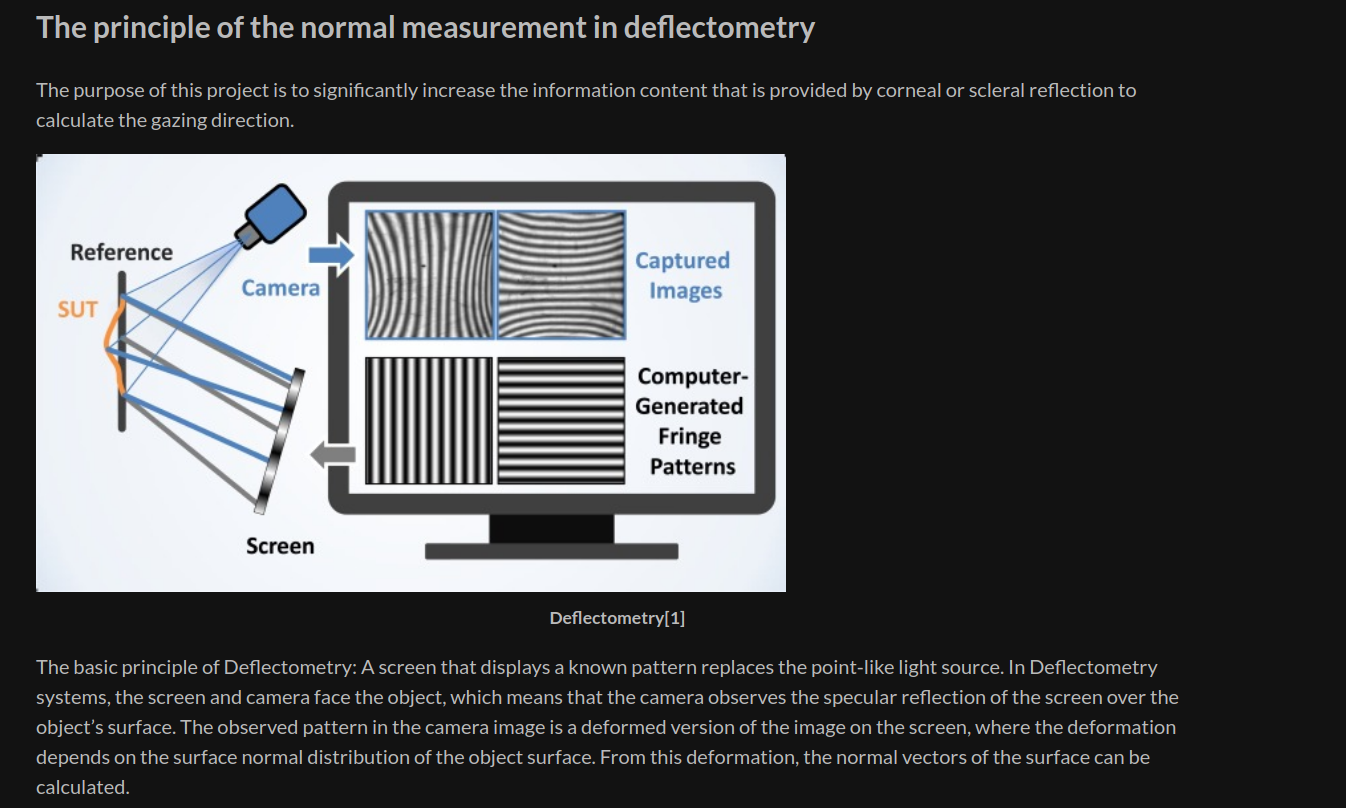 The principle of the normal measurement in deflectometry
The purpose of this project is to significantly increase the information content that is provided by corneal or scleral reflection to
calculate the gazing direction.
Reference
SUT
Camera
Screen
Captured
Images
Computer-
Generated
Fringe
Patterns
Deflectometry[1]
The basic principle of Deflectometry: A screen that displays a known pattern replaces the point-like light source. In Deflectometry
systems, the screen and camera face the object, which means that the camera observes the specular reflection of the screen over the
object’s surface. The observed pattern in the camera image is a deformed version of the image on the screen, where the deformation
depends on the surface normal distribution of the object surface. From this deformation, the normal vectors of the surface can be
calculated.